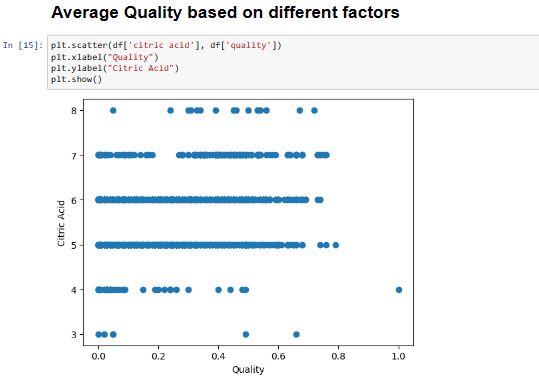 Average Quality based on different factors
In [15]: plt.scatter(df['citric acid'], df['quality'])
plt.xlabel("Quality")
plt.ylabel("Citric Acid")
plt.show()
8
7
6
5
4
3
Citric Acid
0.0 0.2 0.4 0.6 0.8 1.0
Quality